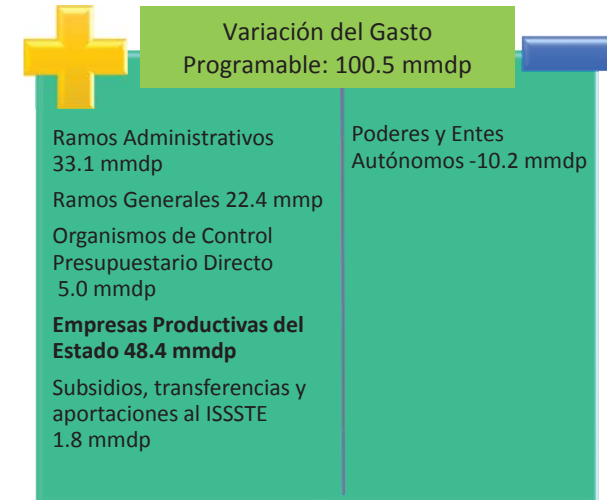 Variación del Gasto
Programable: 100.5 mmdp
Ramos Administrativos
33.1 mmdp
Ramos Generales 22.4 mmp
Organismos de Control
Presupuestario Directo
5.0 mmdp
Empresas Productivas del
Estado 48.4 mmdp
Subsidios, transferencias y
aportaciones al ISSSTE
1.8 mmdp
Poderes y Entes
Autónomos -10.2 mmdp